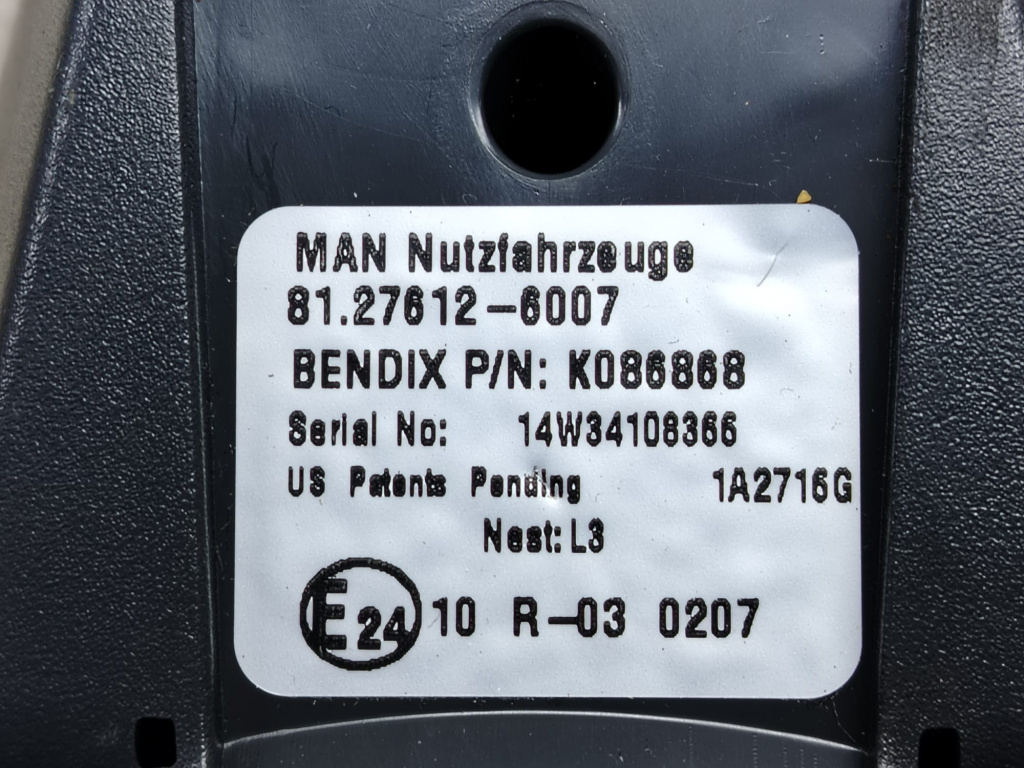 MAN Nutzfahrzeuge
81.27612-6007
BENDIX P/N: K086868
Serial No: 14W34108366
US Patents Pending 1A2716G
Nest: L3
E24 10 R-03 0207